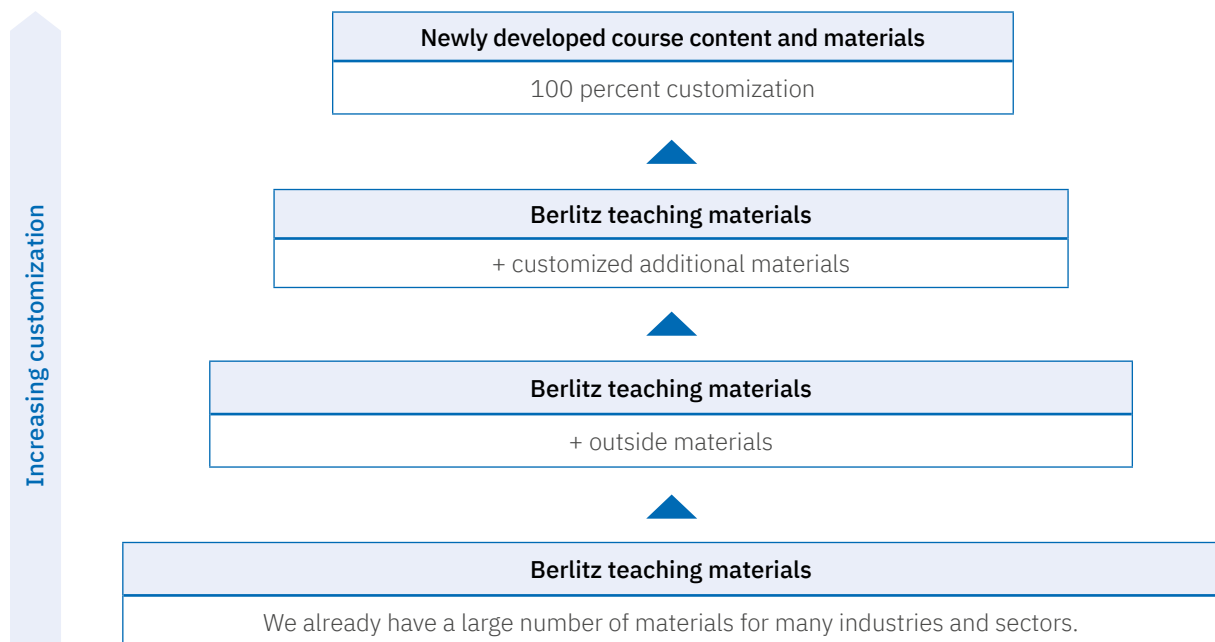 Newly developed course content and materials
100 percent customization
Berlitz teaching materials
+ customized additional materials
Berlitz teaching materials
+ outside materials
Berlitz teaching materials
We already have a large number of materials for many industries and sectors.
Increasing customization